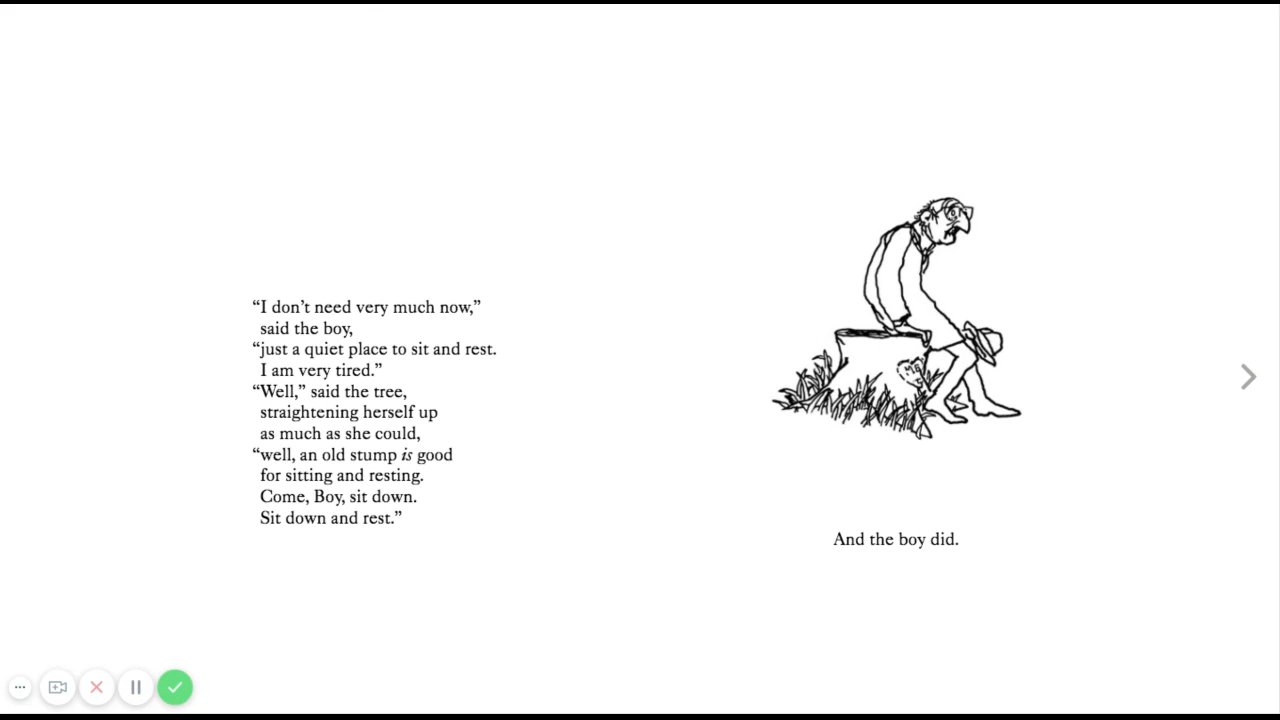 “I don’t need very much now,”
said the boy,
“just a quiet place to sit and rest.
I am very tired.”
“Well,” said the tree,
straightening herself up
as much as she could,
“well, an old stump is good
for sitting and resting.
Come, Boy, sit down.
Sit down and rest.”
And the boy did.